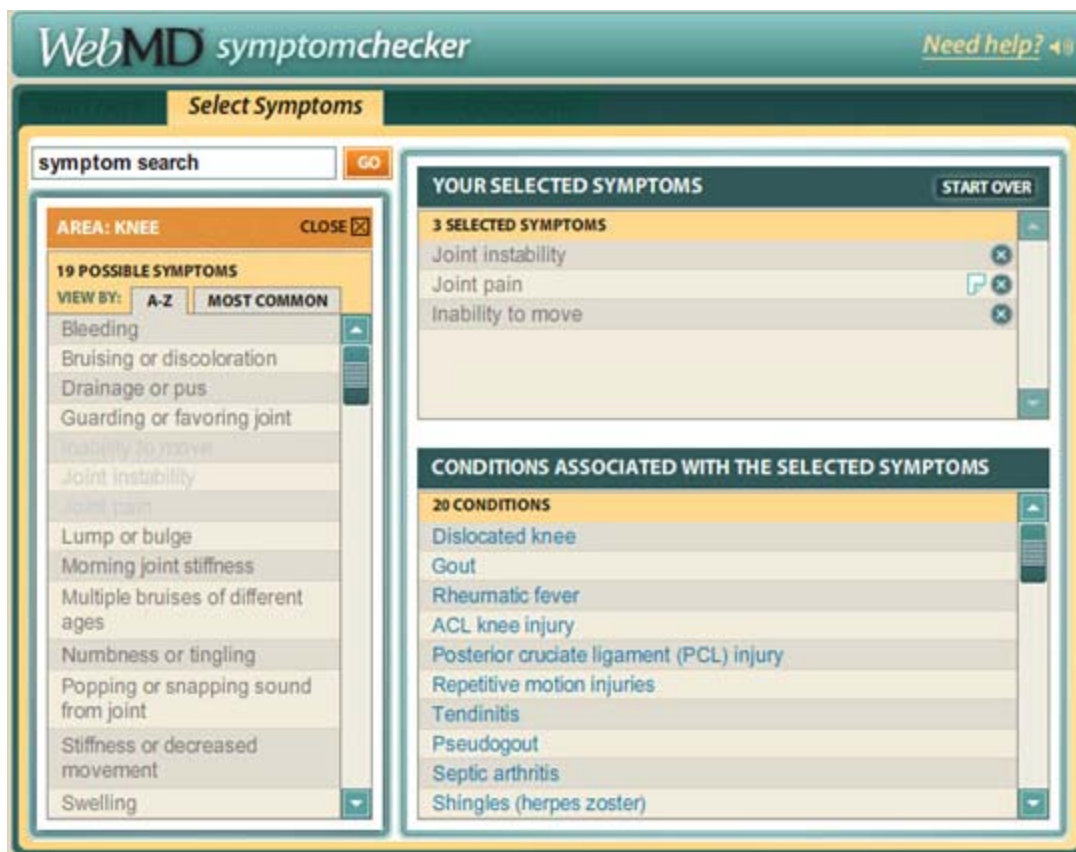 WebMD symptomchecker
Need help?
Select Symptoms
symptom search
GO
AREA: KNEE
CLOSE
19 POSSIBLE SYMPTOMS
VIEW BY: A-Z MOST COMMON
Bleeding
Bruising or discoloration
Drainage or pus
Guarding or favoring joint
Inability to move
Joint instability
Joint pain
Lump or bulge
Morning joint stiffness
Multiple bruises of different
ages
Numbness or tingling
Popping or snapping sound
from joint
Stiffness or decreased
movement
Swelling
YOUR SELECTED SYMPTOMS
START OVER
3 SELECTED SYMPTOMS
Joint instability
Joint pain
Inability to move
CONDITIONS ASSOCIATED WITH THE SELECTED SYMPTOMS
20 CONDITIONS
Dislocated knee
Gout
Rheumatic fever
ACL knee injury
Posterior cruciate ligament (PCL) injury
Repetitive motion injuries
Tendinitis
Pseudogout
Septic arthritis
Shingles (herpes zoster)